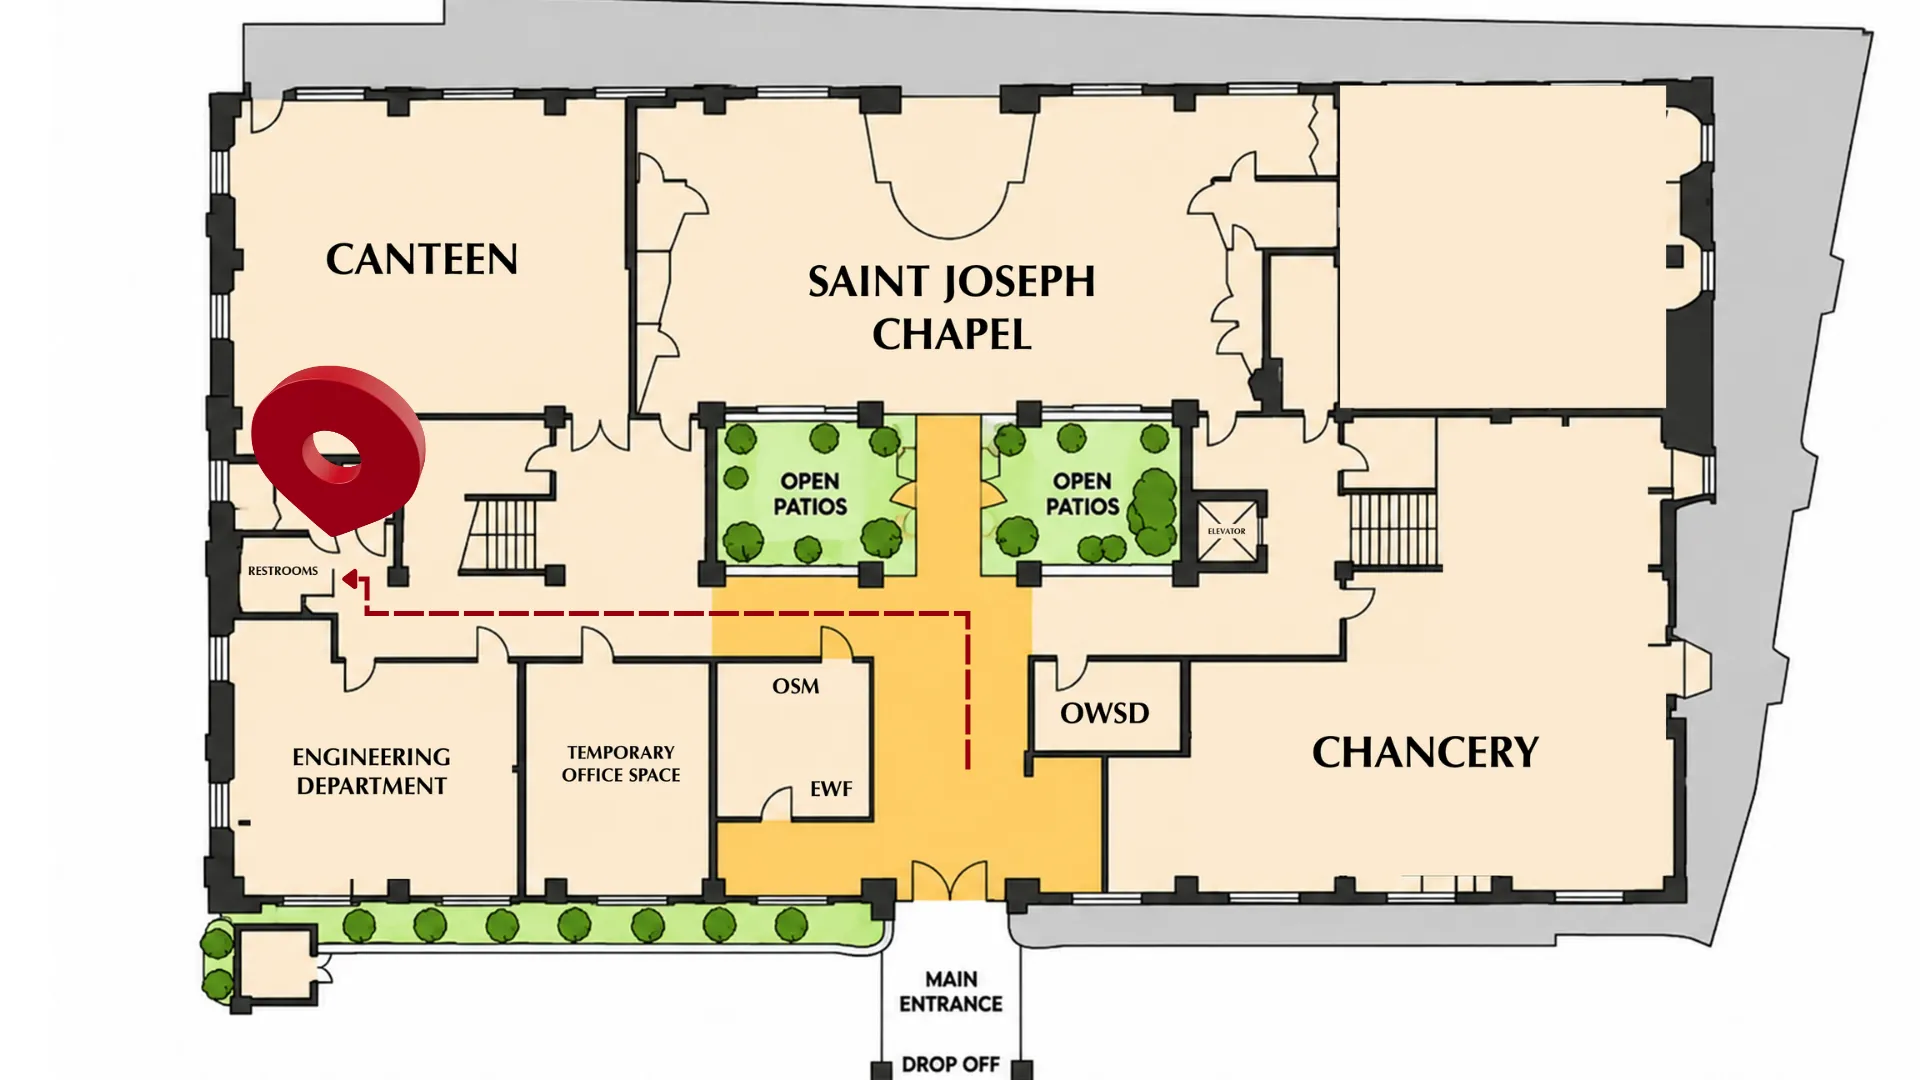 CANTEEN
SAINT JOSEPH
CHAPEL
OPEN
PATIOS
OPEN
PATIOS
ELEVATOR
RESTROOMS
OSM
OWSD
ENGINEERING
DEPARTMENT
TEMPORARY
OFFICE SPACE
EWF
CHANCERY
MAIN
ENTRANCE
DROP OFF